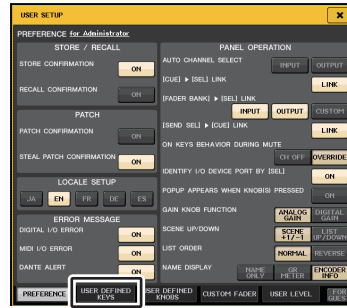 USER SETUP
PREFERENCE for Administrator
STORE / RECALL
STORE CONFIRMATION
ON
RECALL CONFIRMATION
ON
PATCH
PATCH CONFIRMATION
ON
STEAL PATCH CONFIRMATION
ON
LOCALE SETUP
JA EN FR DE ES
ERROR MESSAGE
DIGITAL I/O ERROR
ON
MIDI I/O ERROR
ON
DANTE ALERT
ON
PANEL OPERATION
AUTO CHANNEL SELECT
INPUT OUTPUT
[CUE] ▶ [SEL] LINK
LINK
[FADER BANK] ▶ [SEL] LINK
INPUT OUTPUT CUSTOM
[SEND SEL] ▶ [CUE] LINK
LINK
ON KEYS BEHAVIOR DURING MUTE
CH OFF OVERRIDE
IDENTIFY I/O DEVICE PORT BY [SEL]
ON
POPUP APPEARS WHEN KNOB(S) PRESSED
ON
GAIN KNOB FUNCTION
ANALOG GAIN DIGITAL GAIN
SCENE UP/DOWN
SCENE +1/-1 LIST UP/DOWN
LIST ORDER
NORMAL REVERSE
NAME DISPLAY
NAME ONLY GR METER ENCODER INFO
PREFERENCE USER DEFINED KEYS USER DEFINED KNOBS CUSTOM FADER USER LEVEL FOR GUEST